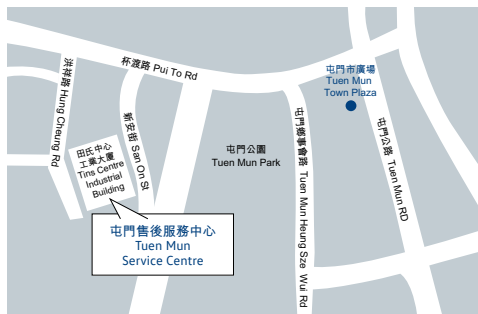 杯渡路 Pui To Rd
洪祥路 Hung Cheung Rd
新安街 San On St
田氏中心
工業大廈
Tins Centre
Industrial
Building
屯門公園
Tuen Mun Park
屯門市廣場
Tuen Mun
Town Plaza
屯門鄉事會路 Tuen Mun Heung Sze Wui Rd
屯門公路 Tuen Mun RD
屯門售後服務中心
Tuen Mun
Service Centre